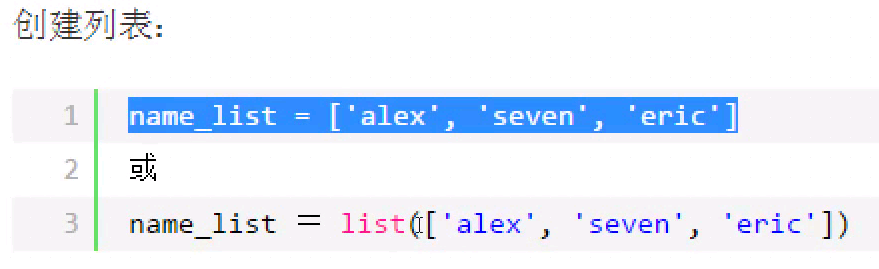 创建列表:
1 name_list = ['alex', 'seven', 'eric']
2 或
3 name_list = list(['alex', 'seven', 'eric'])